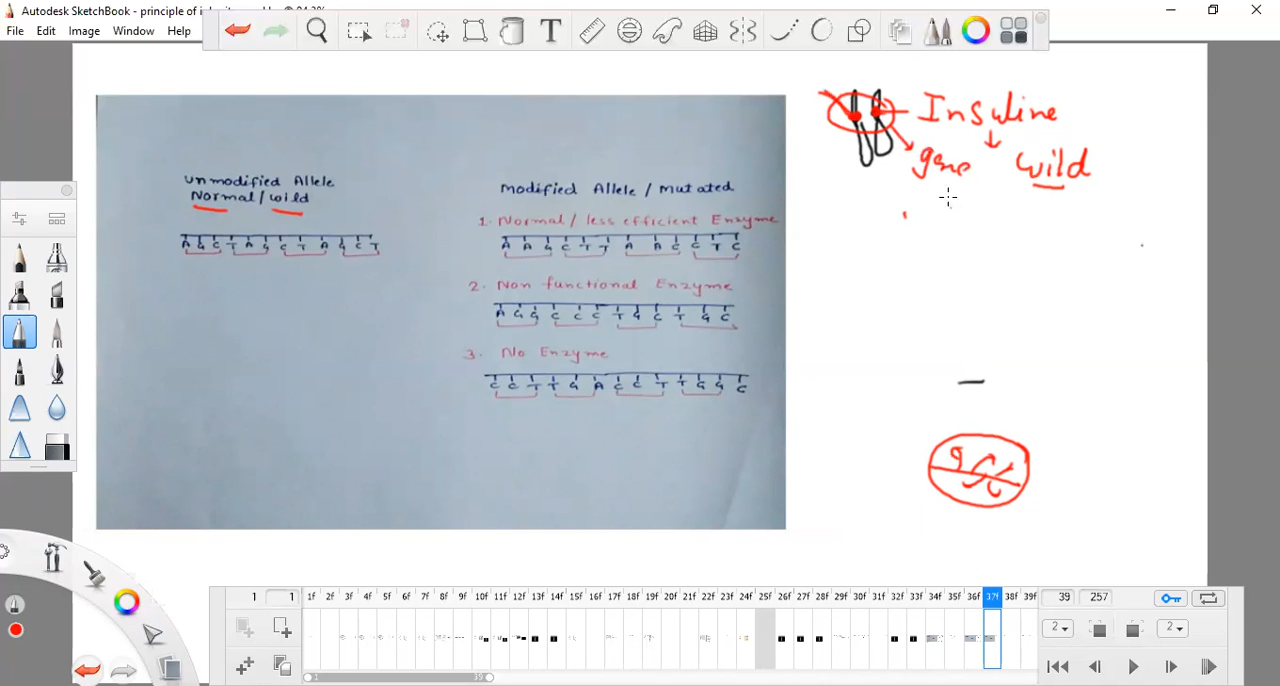 Autodesk SketchBook - principle of
File Edit Image Window Help
Insuline
gene wild
unmodified Allele
Normal/wild
A G C T A G C T A G C T
Modified Allele / mutated
1. Normal / less efficient Enzyme
A A G C T T A A C C T C
2. Non functional Enzyme
A G G C C C T G C T G C
3. No Enzyme
C C T T G A C C T T G G C
1 1 1f 2f 3f 4f 5f 6f 7f 8f 9f 10f 11f 12f 13f 14f 15f 16f 17f 18f 19f 20f 21f 22f 23f 24f 25f 26f 27f 28f 29f 30f 31f 32f 33f 34f 35f 36f 37f 38f 39f 39 257
2 2
39